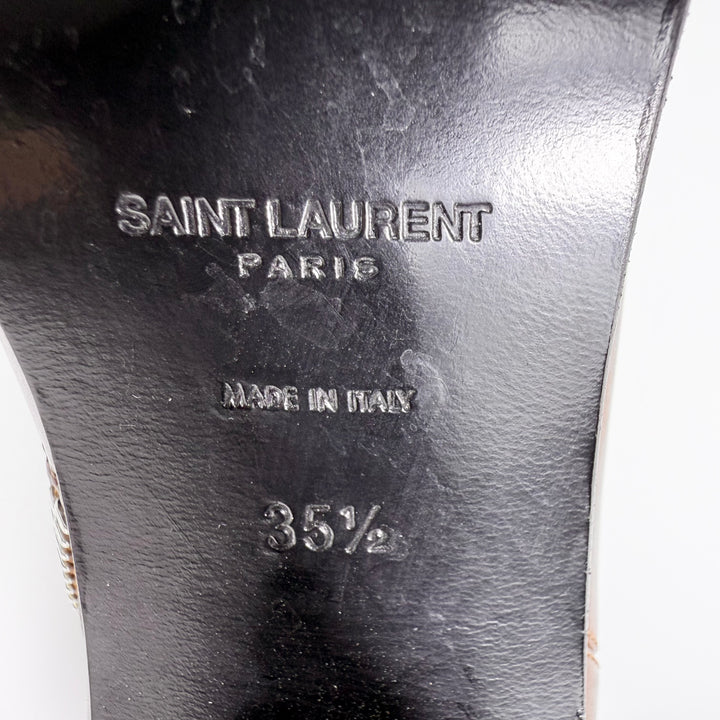 SAINT LAURENT
PARIS
MADE IN ITALY
35½